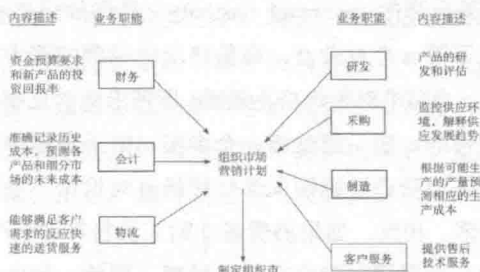 内容描述 业务职能 业务职能 内容描述
资金预算要求
和新产品的投
资回报率
财务
准确记录历史
成本，预测各
产品和细分市
场的未来成本
会计
能够满足客户
需求的反应快
速的送货服务
物流
组织市场
营销计划
制定组织市
研发
产品的研
发和评估
采购
监控供应环
境，解释供
应发展趋势
制造
根据可能生
产的产量预
测相应的生
产成本
客户服务
提供售后
技术服务